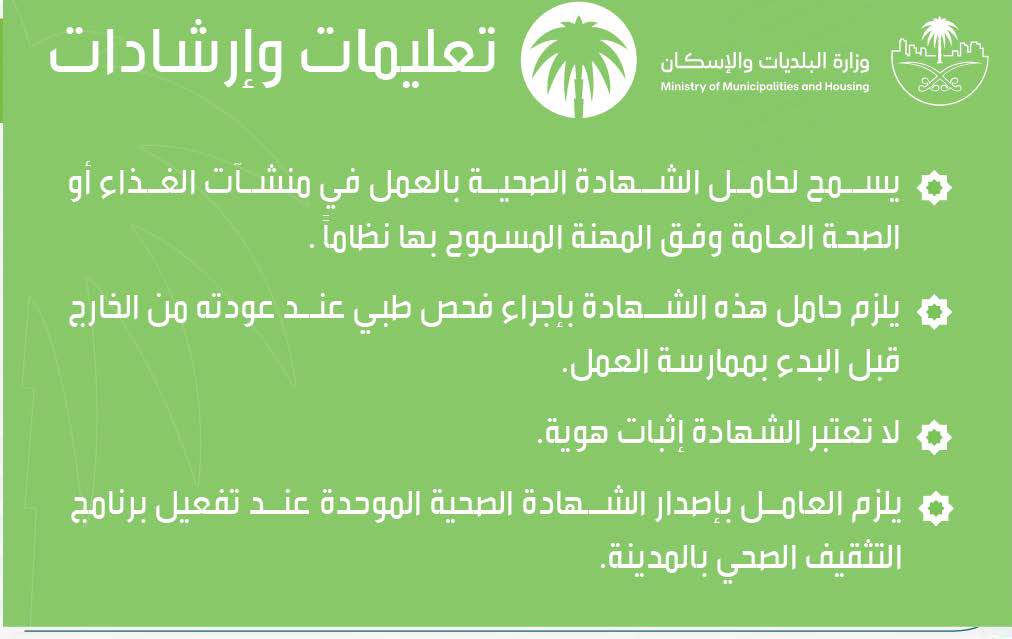 وزارة البلديات والإسكان
Ministry of Municipalities and Housing
تعليمات وإرشادات
يسمح لحامل الشهادة الصحية بالعمل في منشآت الغذاء أو
الصحة العامة وفق المهنة المسموح بها نظاماً .
يلزم حامل هذه الشهادة بإجراء فحص طبي عند عودته من الخارج
قبل البدء بممارسة العمل.
لا تعتبر الشهادة إثبات هوية.
يلزم العامل بإصدار الشهادة الصحية الموحدة عند تفعيل برنامج
التثقيف الصحي بالمدينة.